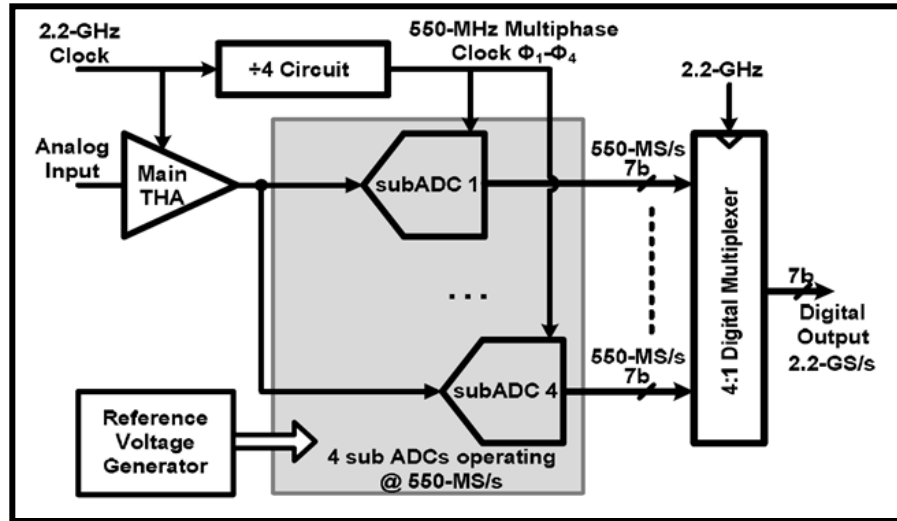 2.2-GHz
Clock
÷4 Circuit
550-MHz Multiphase
Clock Φ1-Φ4
2.2-GHz
Analog
Input
Main
THA
subADC 1
550-MS/s
7b
4:1 Digital Multiplexer
7b
Digital
Output
2.2-GS/s
...
subADC 4
550-MS/s
7b
Reference
Voltage
Generator
4 sub ADCs operating
@ 550-MS/s